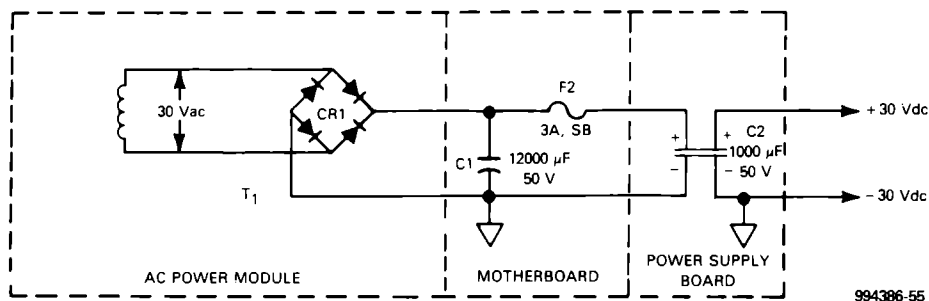 30 Vac
CR1
T1
C1
12000 µF
50 V
F2
3A, SB
+
−
+
C2
1000 µF
− 50 V
+ 30 Vdc
− 30 Vdc
AC POWER MODULE
MOTHERBOARD
POWER SUPPLY
BOARD
994386-55